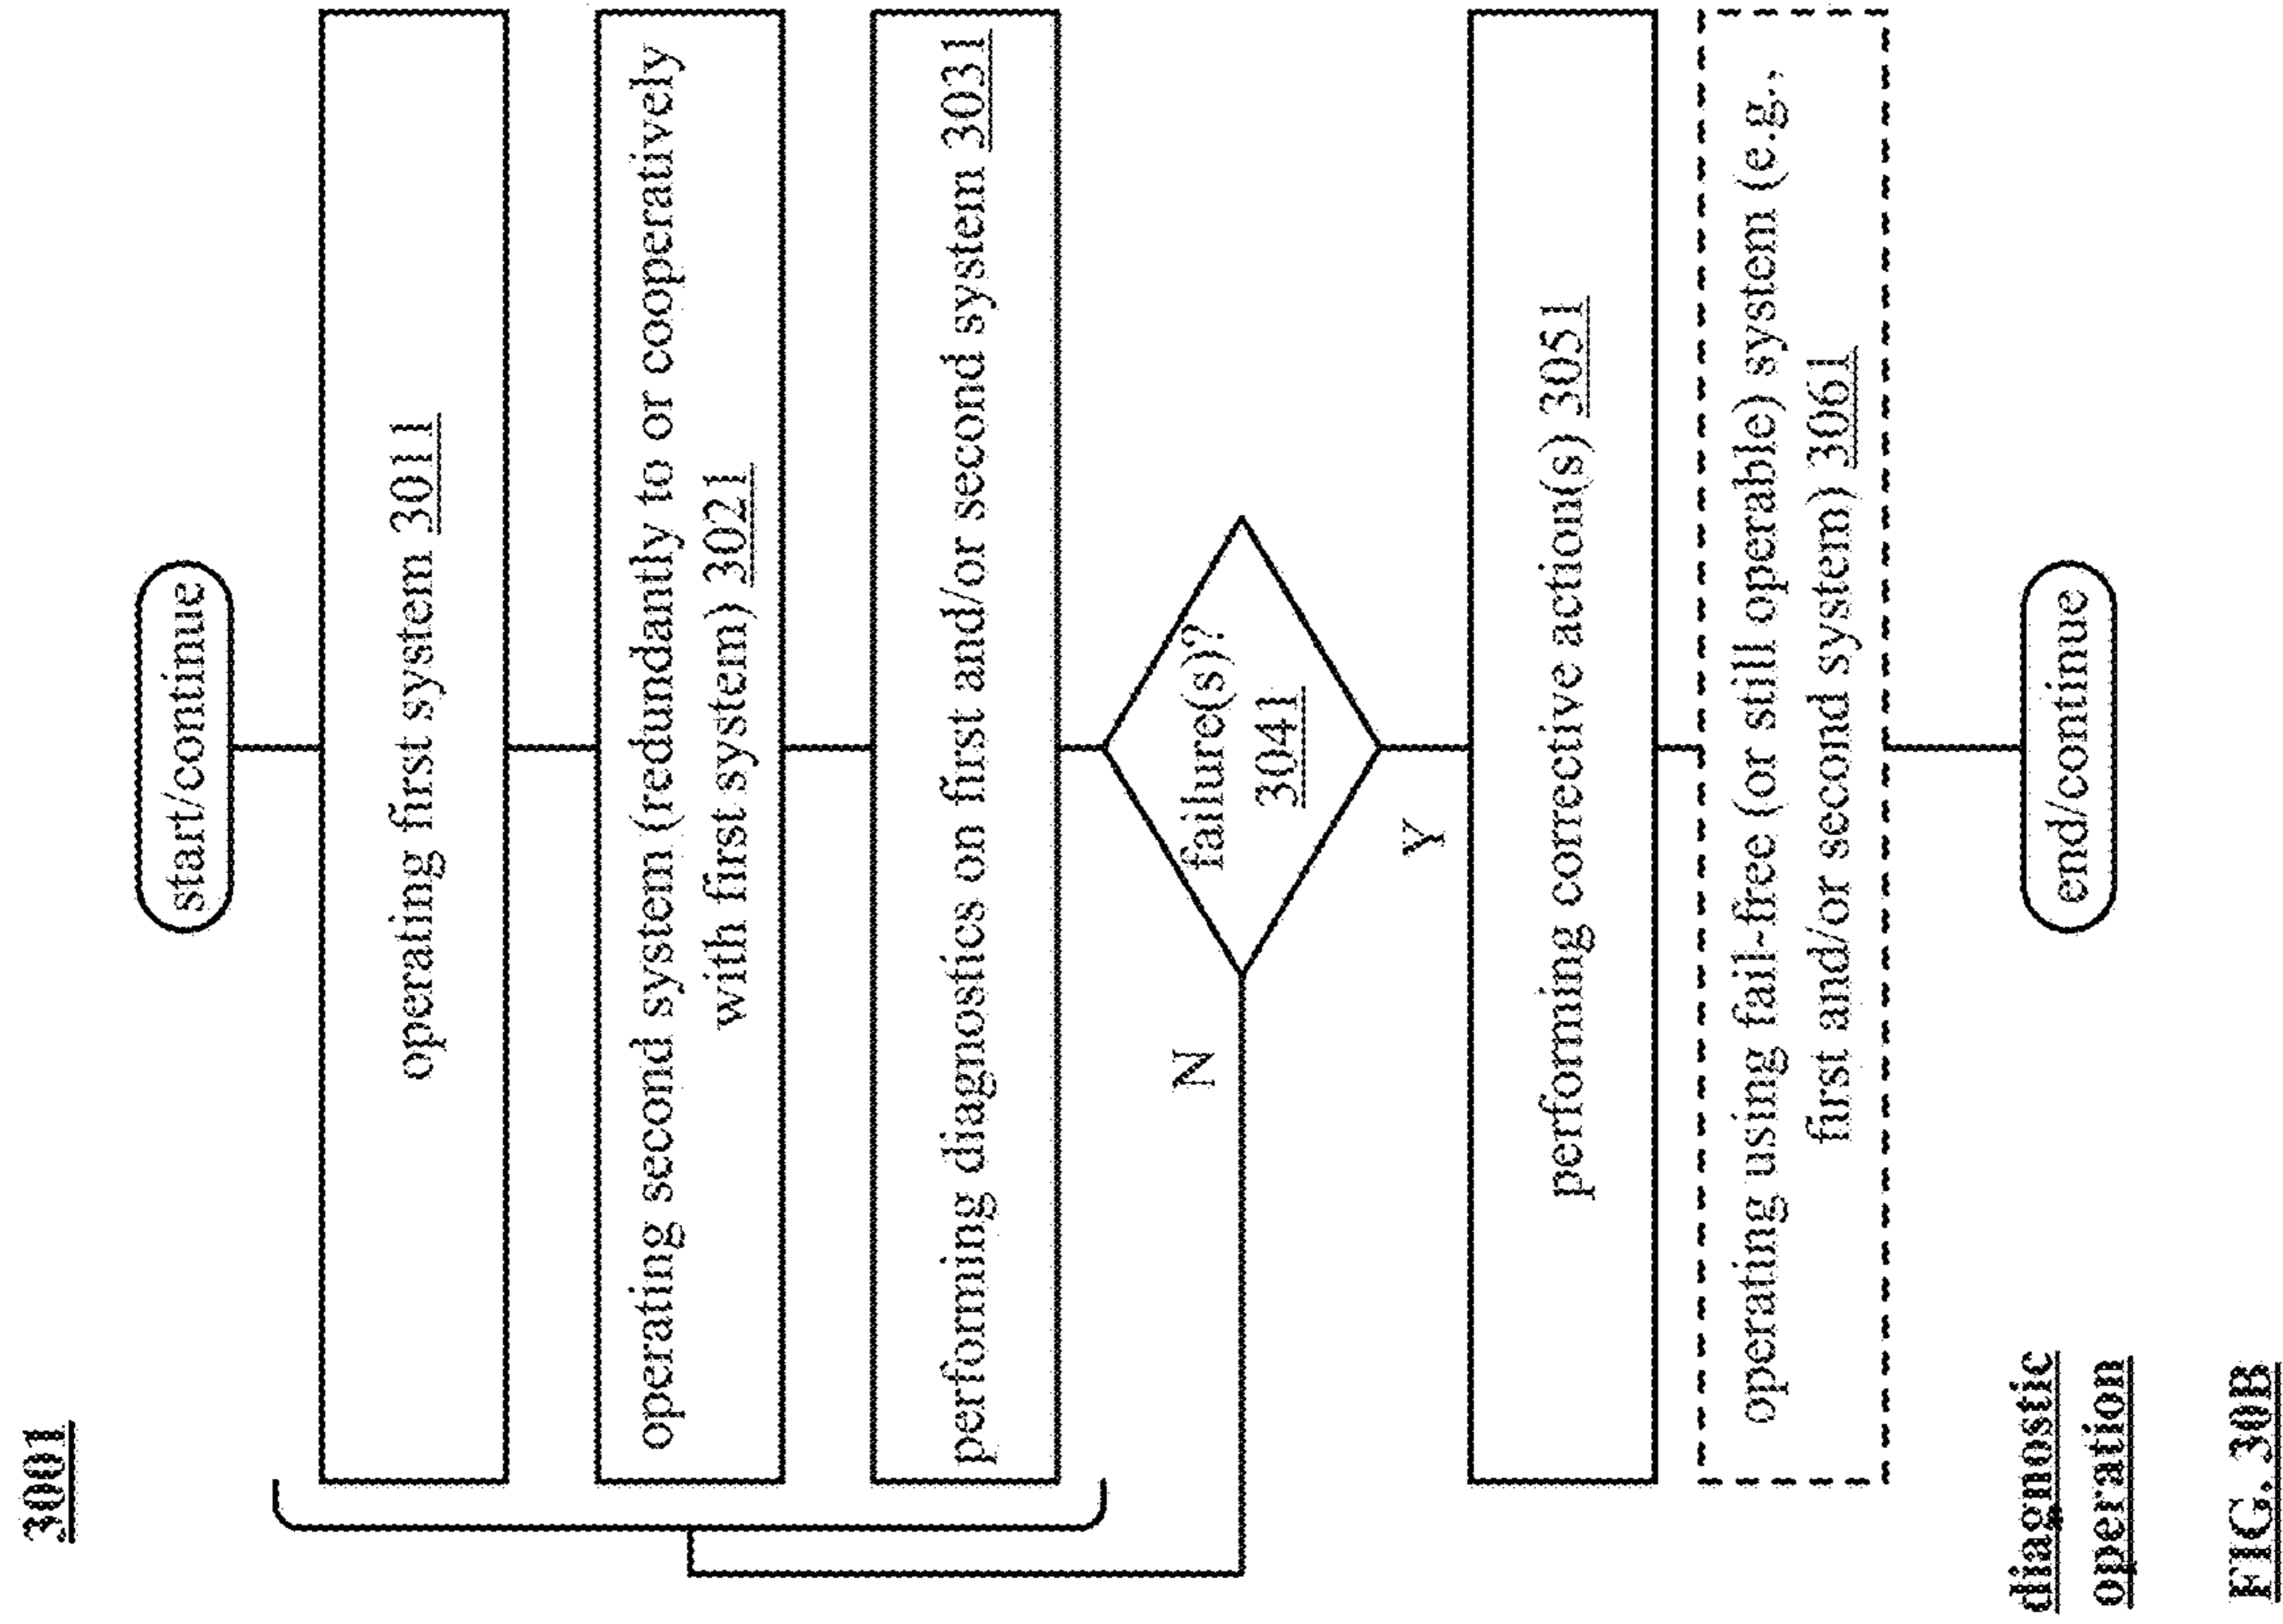 3001
start/continue
operating first system 3011
operating second system (redundantly to or cooperatively
with first system) 3021
performing diagnostics on first and/or second system 3031
failure(s)?
3041
N
Y
performing corrective action(s) 3051
operating using fail-free (or still operable) system (e.g.,
first and/or second system) 3061
end/continue
diagnostic
operation
FIG. 30B